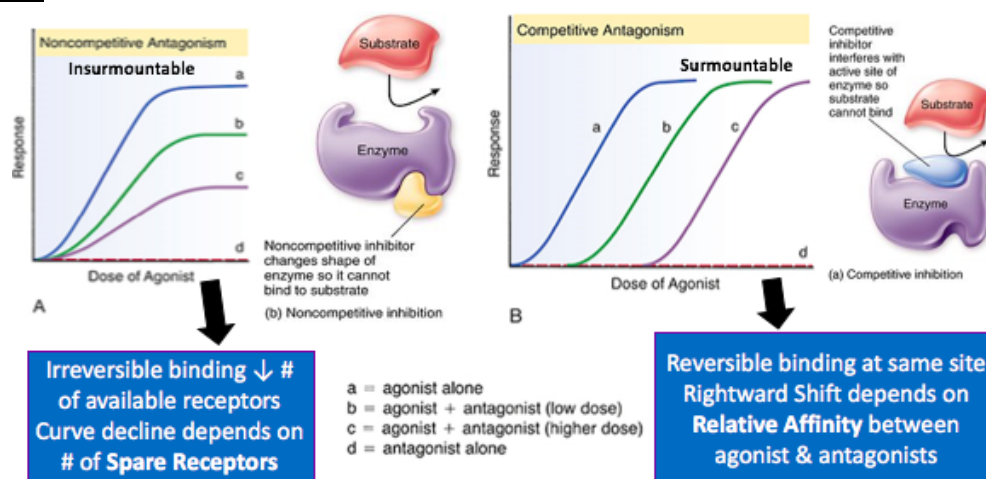 Noncompetitive Antagonism
Insurmountable
a
b
c
d
Response
Dose of Agonist
A
Substrate
Enzyme
Noncompetitive inhibitor
changes shape of
enzyme so it cannot
bind to substrate
(b) Noncompetitive inhibition
Competitive Antagonism
Surmountable
a
b
c
d
Response
Dose of Agonist
B
Competitive
inhibitor
interferes with
active site of
enzyme so
substrate
cannot bind
Substrate
Enzyme
(a) Competitive inhibition
Irreversible binding ↓ #
of available receptors
Curve decline depends on
# of Spare Receptors
a = agonist alone
b = agonist + antagonist (low dose)
c = agonist + antagonist (higher dose)
d = antagonist alone
Reversible binding at same site
Rightward Shift depends on
Relative Affinity between
agonist & antagonists